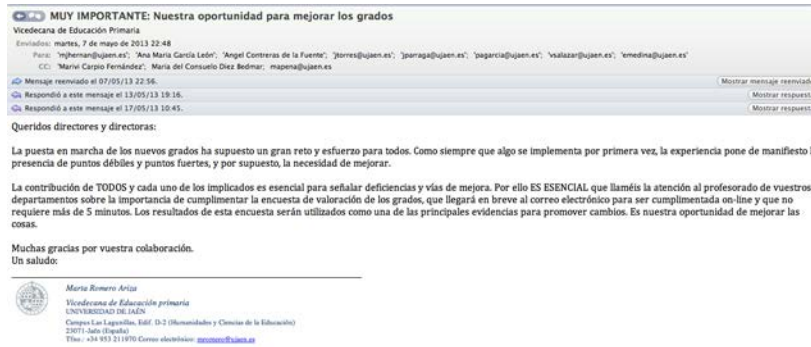 MUY IMPORTANTE: Nuestra oportunidad para mejorar los grados
Vicedecana de Educación Primaria
Enviados: martes, 7 de mayo de 2013 22:48
Para: 'mjhernan@ujaen.es'; 'Ana María García León'; 'Angel Contreras de la Fuente'; 'jtorres@ujaen.es'; 'jparraga@ujaen.es'; 'pagarcia@ujaen.es'; 'vsalazar@ujaen.es'; 'emedina@ujaen.es'
CC: 'Marivi Carpio Fernández'; María del Consuelo Díez Bedmar; mapena@ujaen.es
Mensaje reenviado el 07/05/13 22:56.
Mostrar mensaje reenviado
Respondió a este mensaje el 13/05/13 19:16.
Mostrar respuest
Respondió a este mensaje el 17/05/13 10:45.
Mostrar respuest
Queridos directores y directoras:
La puesta en marcha de los nuevos grados ha supuesto un gran reto y esfuerzo para todos. Como siempre que algo se implementa por primera vez, la experiencia pone de manifiesto l
presencia de puntos débiles y puntos fuertes, y por supuesto, la necesidad de mejorar.
La contribución de TODOS y cada uno de los implicados es esencial para señalar deficiencias y vías de mejora. Por ello ES ESENCIAL que llaméis la atención al profesorado de vuestros
departamentos sobre la importancia de cumplimentar la encuesta de valoración de los grados, que llegará en breve al correo electrónico para ser cumplimentada on-line y que no
requiere más de 5 minutos. Los resultados de esta encuesta serán utilizados como una de las principales evidencias para promover cambios. Es nuestra oportunidad de mejorar las
cosas.
Muchas gracias por vuestra colaboración.
Un saludo:
Marta Romero Ariza
Vicedecana de Educación primaria
UNIVERSIDAD DE JAÉN
Campus Las Lagunillas, Edif. D-2 (Humanidades y Ciencias de la Educación)
23071-Jaén (España)
Tfno.: +34 953 211970 Correo electrónico: mromero@ujaen.es